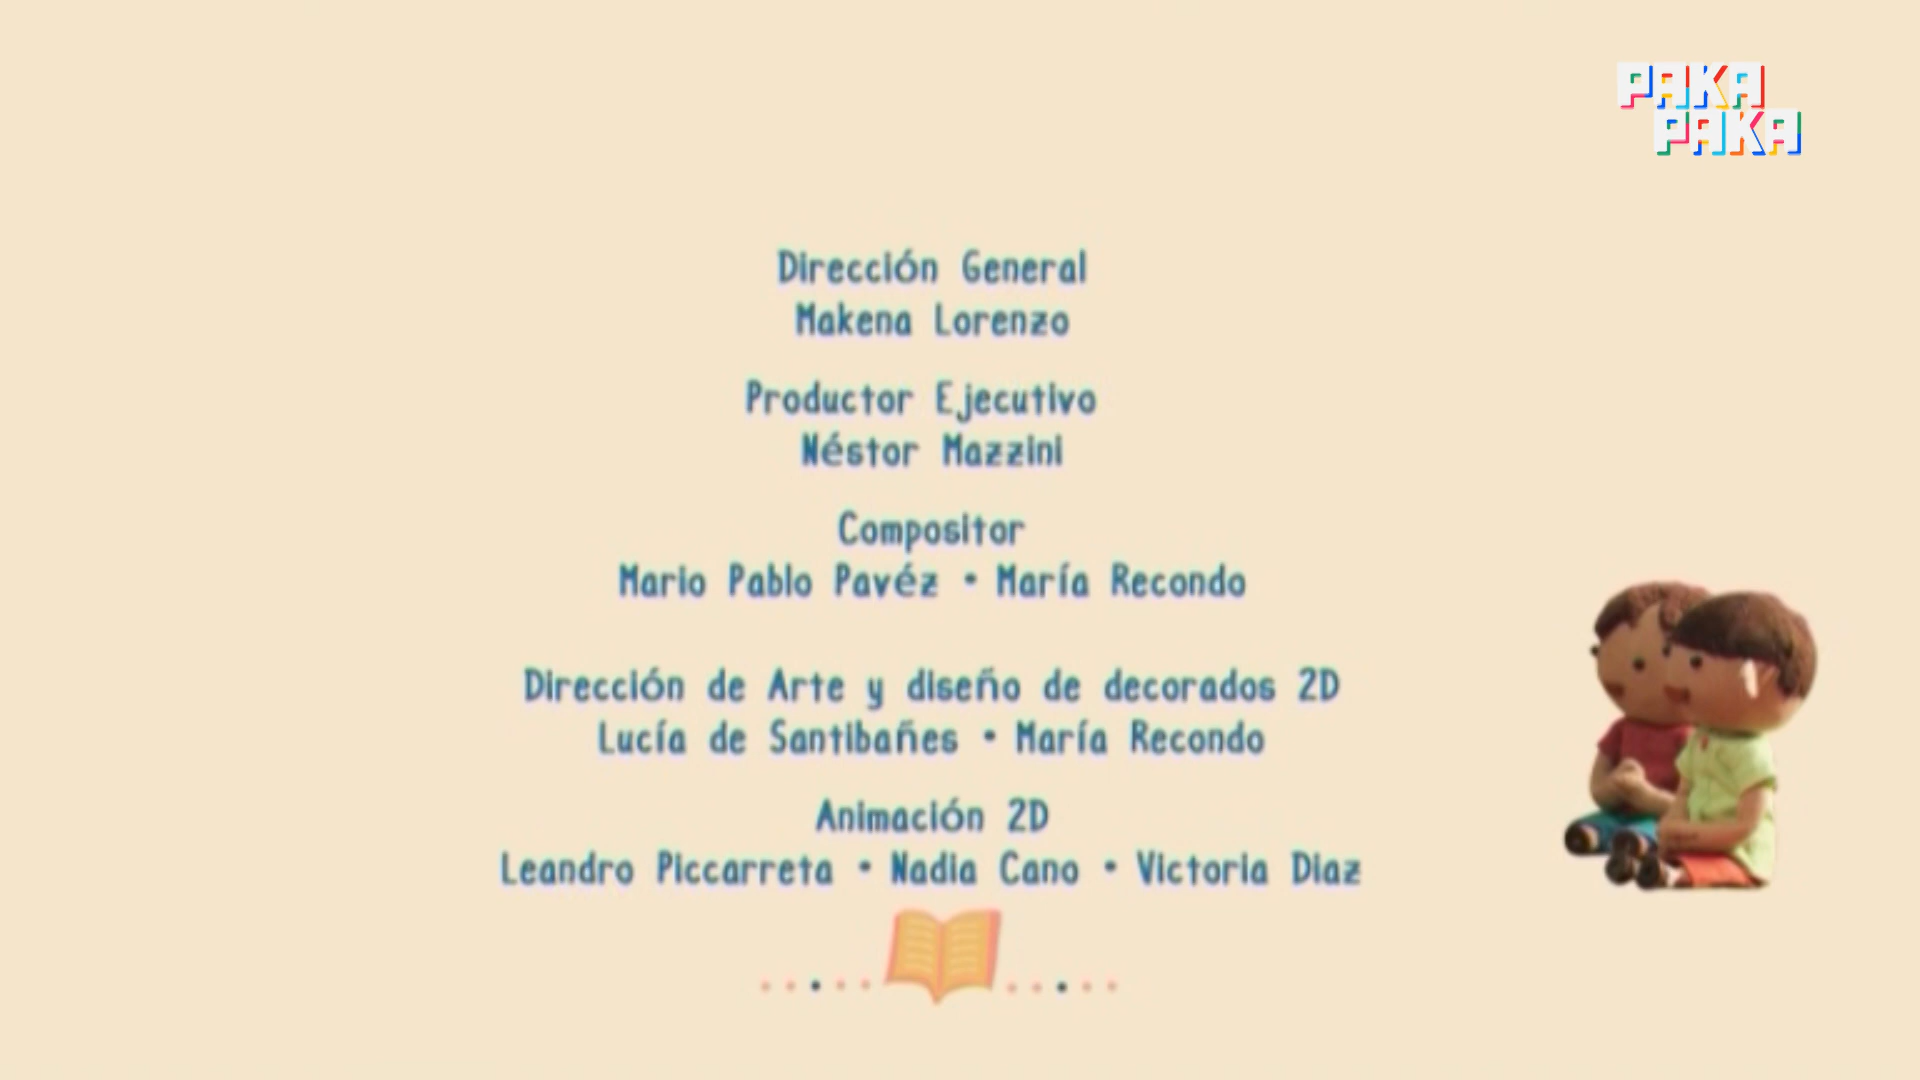 PAKA
PAKA
Dirección General
Makena Lorenzo
Productor Ejecutivo
Néstor Mazzini
Compositor
Mario Pablo Pavéz • María Recondo
Dirección de Arte y diseño de decorados 2D
Lucía de Santibañes • María Recondo
Animación 2D
Leandro Piccarreta • Nadia Cano • Victoria Diaz